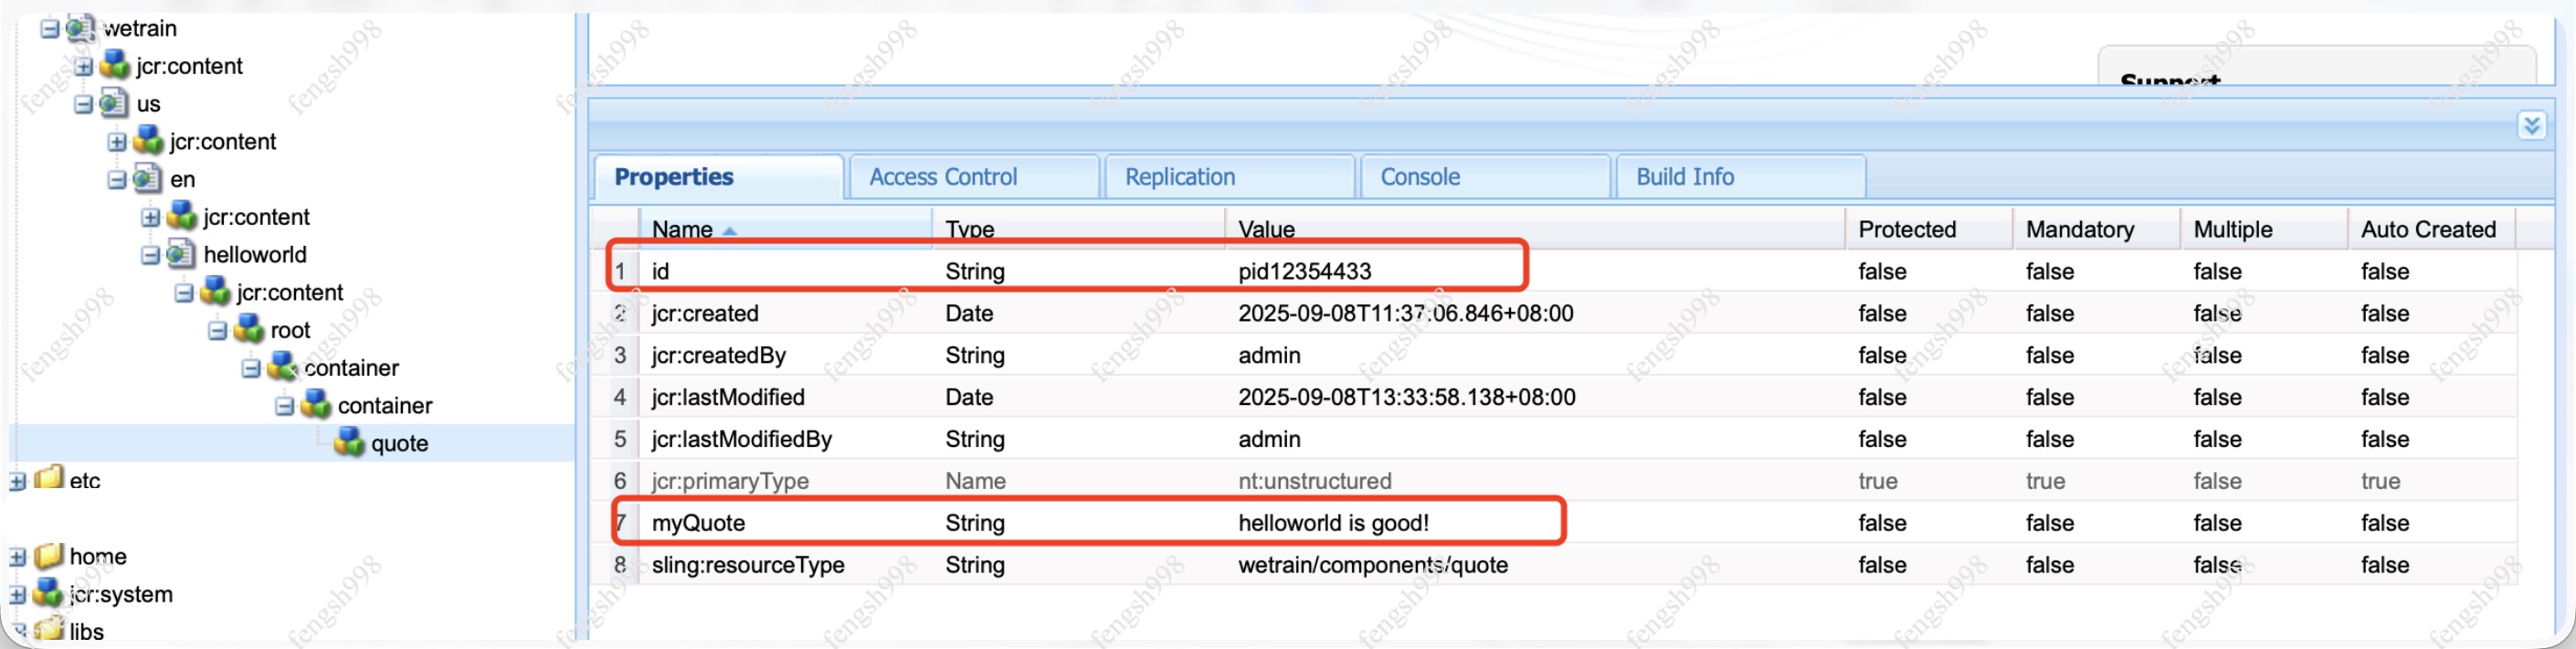 wetrain
jcr:content
us
jcr:content
en
jcr:content
helloworld
jcr:content
root
container
container
quote
etc
home
jcr:system
libs
Support
Properties Access Control Replication Console Build Info
Name Type Value Protected Mandatory Multiple Auto Created
1 id String pid12354433 false false false false
2 jcr:created Date 2025-09-08T11:37:06.846+08:00 false false false false
3 jcr:createdBy String admin false false false false
4 jcr:lastModified Date 2025-09-08T13:33:58.138+08:00 false false false false
5 jcr:lastModifiedBy String admin false false false false
6 jcr:primaryType Name nt:unstructured true true false true
7 myQuote String helloworld is good! false false false false
8 sling:resourceType String wetrain/components/quote false false false false
fengsh998